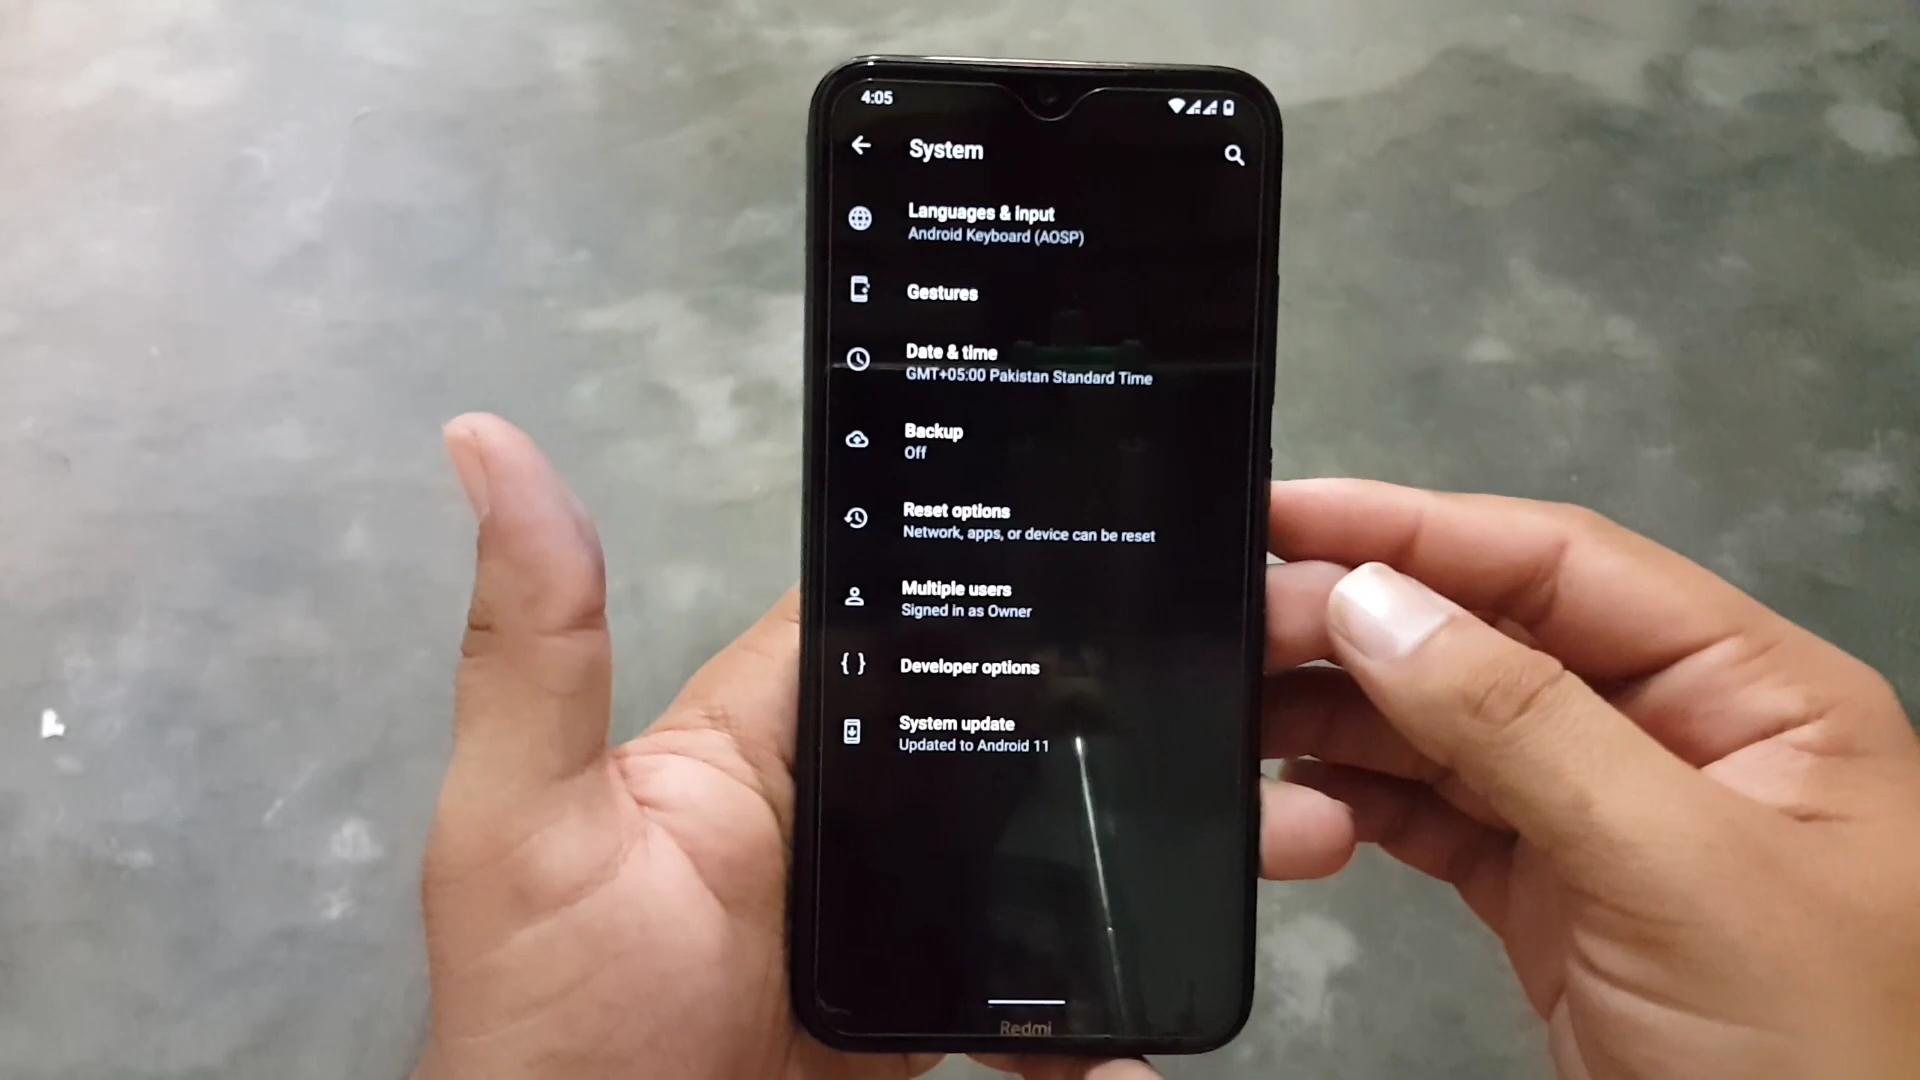 4:05
System
Languages & input
Android Keyboard (AOSP)
Gestures
Date & time
GMT+05:00 Pakistan Standard Time
Backup
Off
Reset options
Network, apps, or device can be reset
Multiple users
Signed in as Owner
Developer options
System update
Updated to Android 11
Redmi